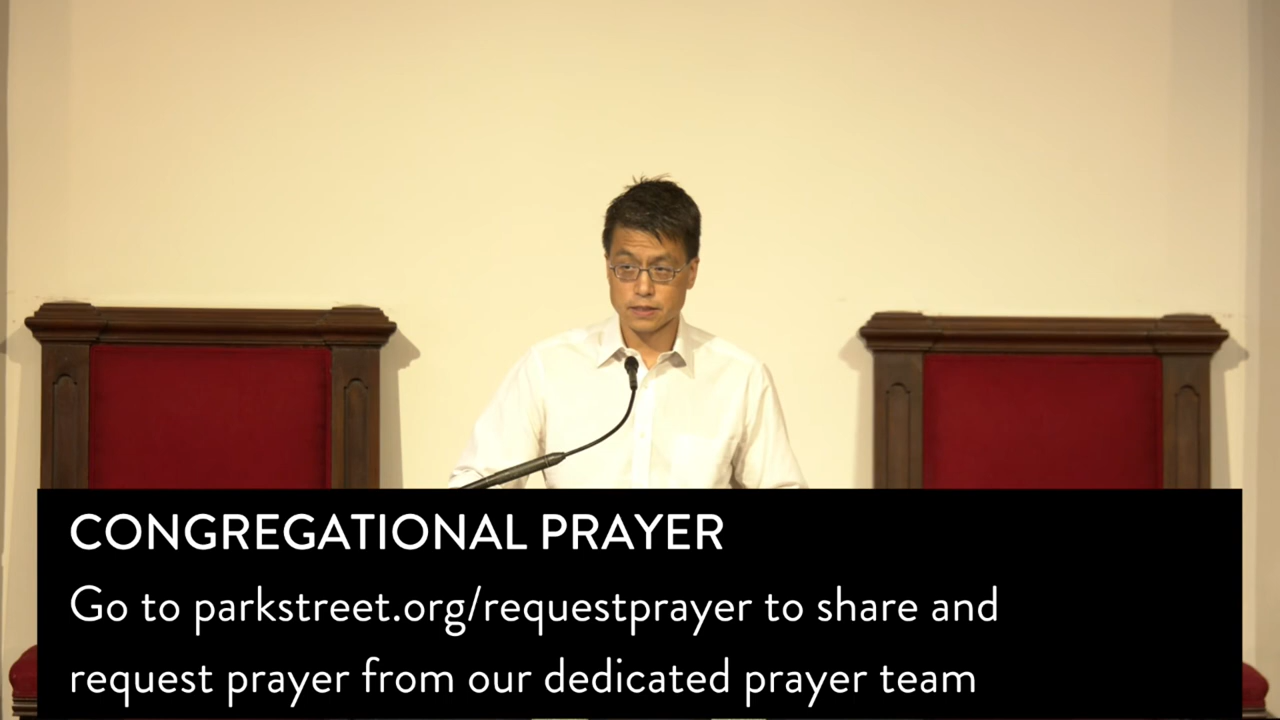 CONGREGATIONAL PRAYER
Go to parkstreet.org/requestprayer to share and
request prayer from our dedicated prayer team